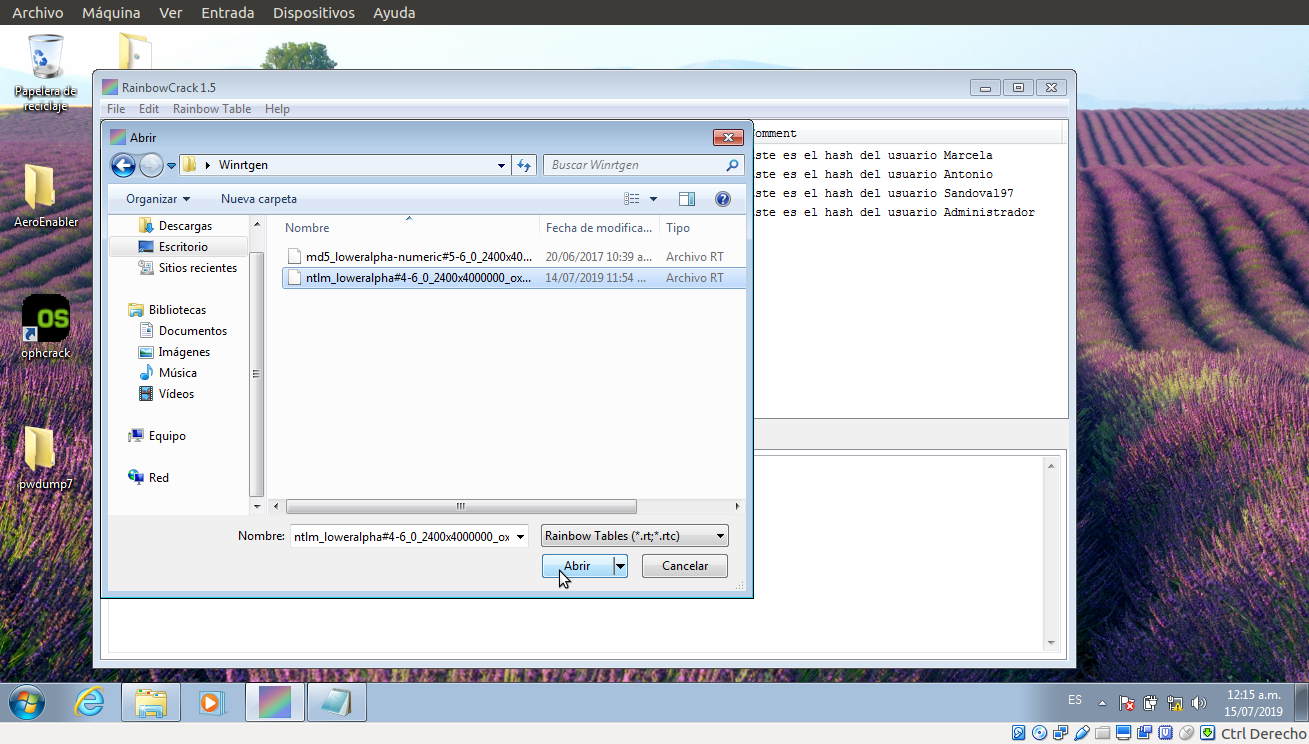 Archivo Máquina Ver Entrada Dispositivos Ayuda
Papelera de
reciclaje
AeroEnabler
ophcrack
pwdump7
RainbowCrack 1.5
File Edit Rainbow Table Help
omment
ste es el hash del usuario Marcela
ste es el hash del usuario Antonio
ste es el hash del usuario Sandoval97
ste es el hash del usuario Administrador
Abrir
Winrtgen
Buscar Winrtgen
Organizar Nueva carpeta
Descargas
Escritorio
Sitios recientes
Bibliotecas
Documentos
Imágenes
Música
Vídeos
Equipo
Red
Nombre Fecha de modifica... Tipo
md5_loweralpha-numeric#5-6_0_2400x40... 20/06/2017 10:39 a... Archivo RT
ntlm_loweralpha#4-6_0_2400x4000000_ox... 14/07/2019 11:54 ... Archivo RT
Nombre: ntlm_loweralpha#4-6_0_2400x4000000_ox Rainbow Tables (*.rt;*.rtc)
Abrir Cancelar
OS
ES
12:15 a.m.
15/07/2019
Ctrl Derecho